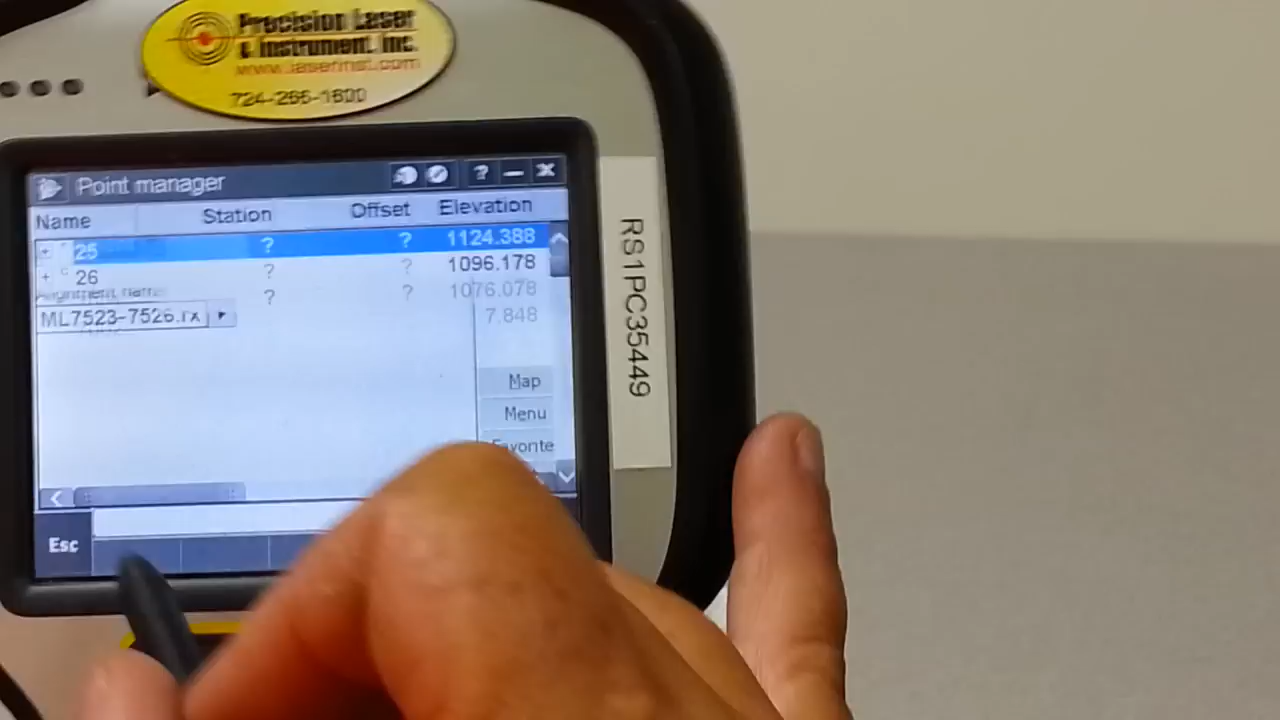 Precision Laser
& Instrument, Inc.
www.laserinst.com
724-266-1600
Point manager
? — X
Name Station Offset Elevation
+ 25 ? ? 1124.388
+ c 26 ? ? 1096.178
Alignment name ? ? 1076.078
ML7523-7526.rx 7.848
Map
Menu
Favorite
Esc
RS1PC35449